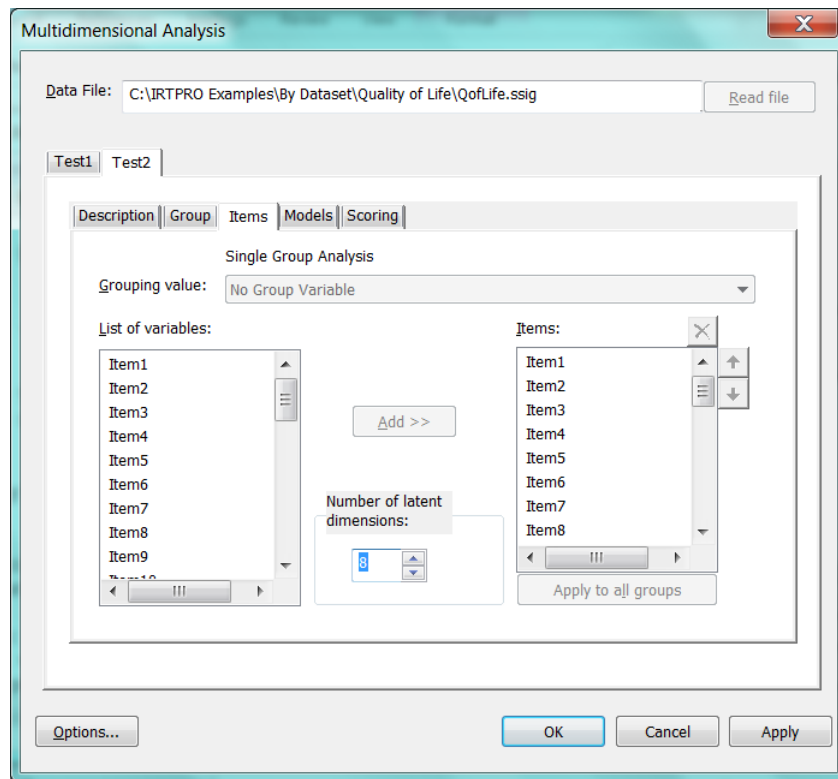 Multidimensional Analysis
Data File: C:\IRTPRO Examples\By Dataset\Quality of Life\QofLife.ssig Read file
Test1 Test2
Description Group Items Models Scoring
Single Group Analysis
Grouping value: No Group Variable
List of variables:
Item1
Item2
Item3
Item4
Item5
Item6
Item7
Item8
Item9
Add >>
Number of latent
dimensions:
8
Items:
Item1
Item2
Item3
Item4
Item5
Item6
Item7
Item8
Apply to all groups
Options... OK Cancel Apply